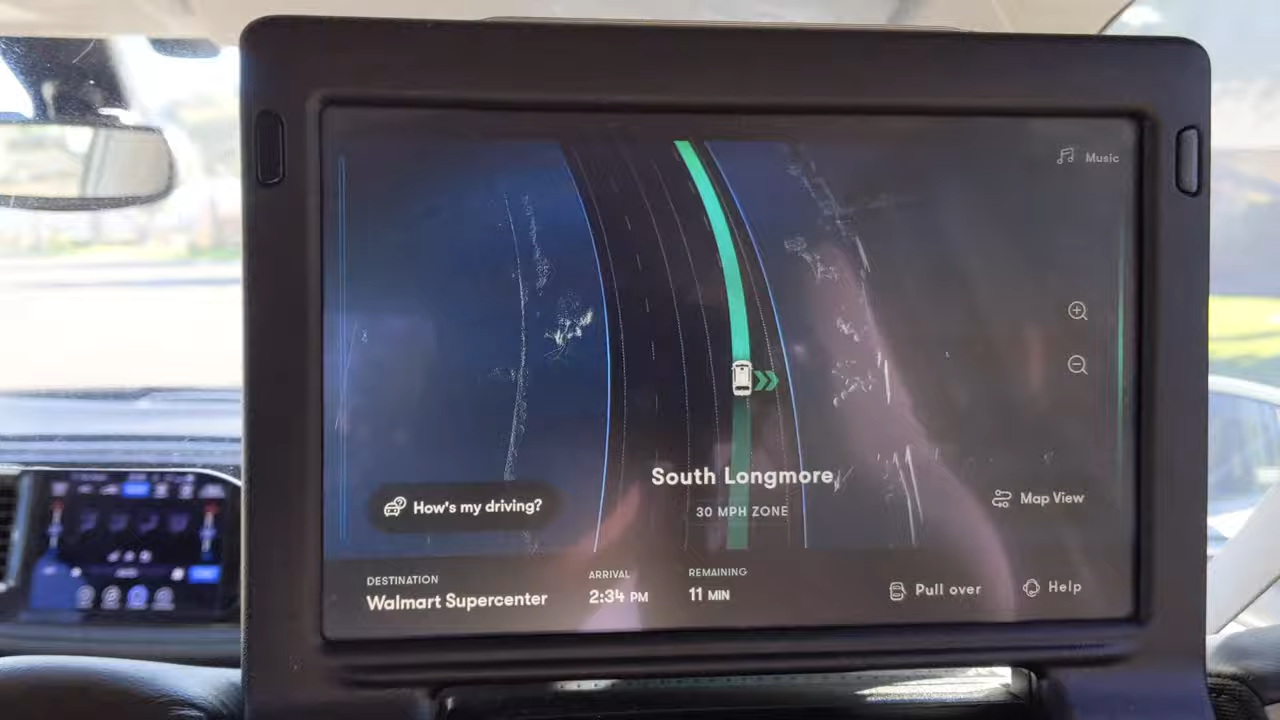 Music
South Longmore
How's my driving?
30 MPH ZONE
Map View
DESTINATION
Walmart Supercenter
ARRIVAL
2:34 PM
REMAINING
11 MIN
Pull over
Help